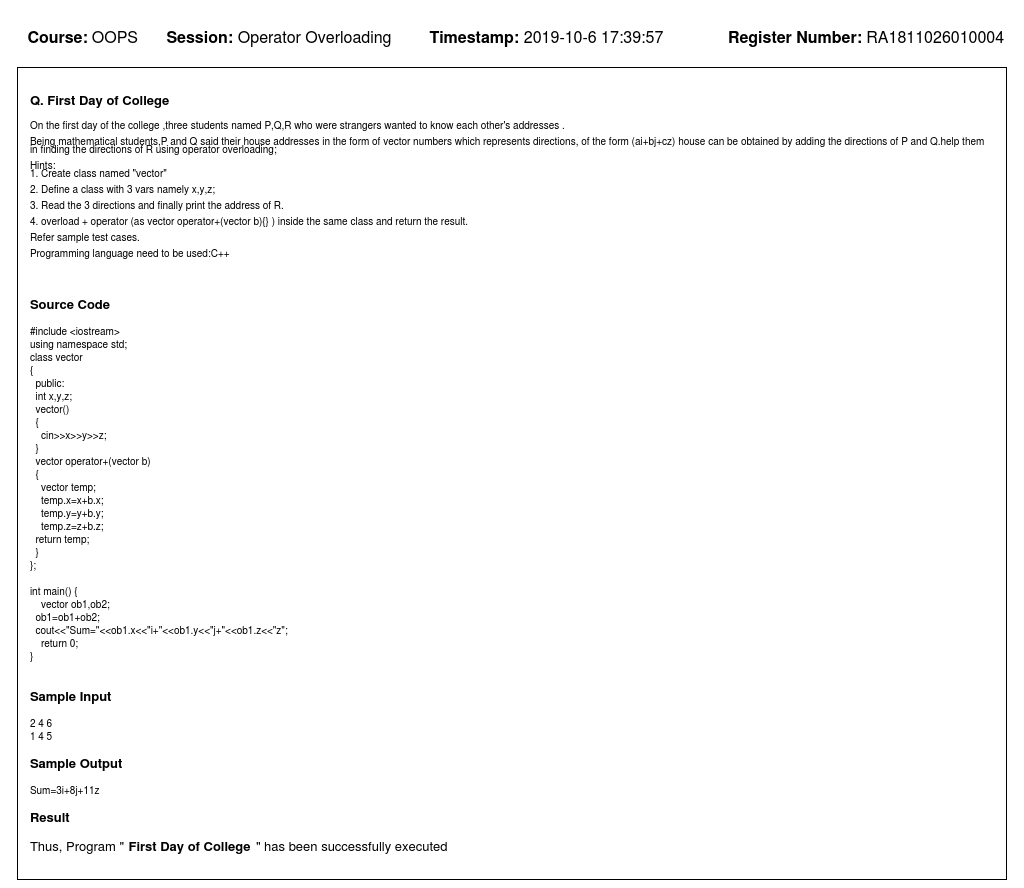 Course: OOPS Session: Operator Overloading Timestamp: 2019-10-6 17:39:57 Register Number: RA1811026010004
Q. First Day of College
On the first day of the college ,three students named P,Q,R who were strangers wanted to know each other's addresses .
Being mathematical students,P and Q said their house addresses in the form of vector numbers which represents directions, of the form (ai+bj+cz) house can be obtained by adding the directions of P and Q.help them
in finding the directions of R using operator overloading;
Hints:
1. Create class named "vector"
2. Define a class with 3 vars namely x,y,z;
3. Read the 3 directions and finally print the address of R.
4. overload + operator (as vector operator+(vector b){} ) inside the same class and return the result.
Refer sample test cases.
Programming language need to be used:C++
Source Code
#include <iostream>
using namespace std;
class vector
{
public:
int x,y,z;
vector()
{
cin>>x>>y>>z;
}
vector operator+(vector b)
{
vector temp;
temp.x=x+b.x;
temp.y=y+b.y;
temp.z=z+b.z;
return temp;
}
};
int main() {
vector ob1,ob2;
ob1=ob1+ob2;
cout<<"Sum="<<ob1.x<<"i+"<<ob1.y<<"j+"<<ob1.z<<"z";
return 0;
}
Sample Input
2 4 6
1 4 5
Sample Output
Sum=3i+8j+11z
Result
Thus, Program " First Day of College " has been successfully executed